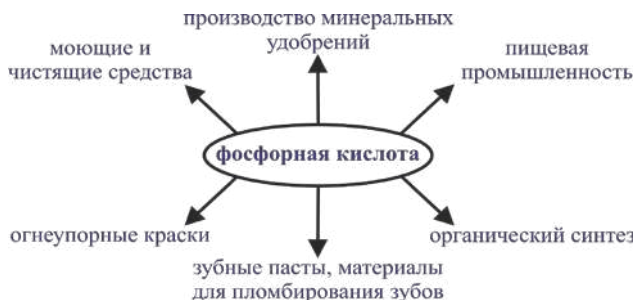 производство минеральных
удобрений
моющие и
чистящие средства
пищевая
промышленность
фосфорная кислота
огнеупорные краски
органический синтез
зубные пасты, материалы
для пломбирования зубов